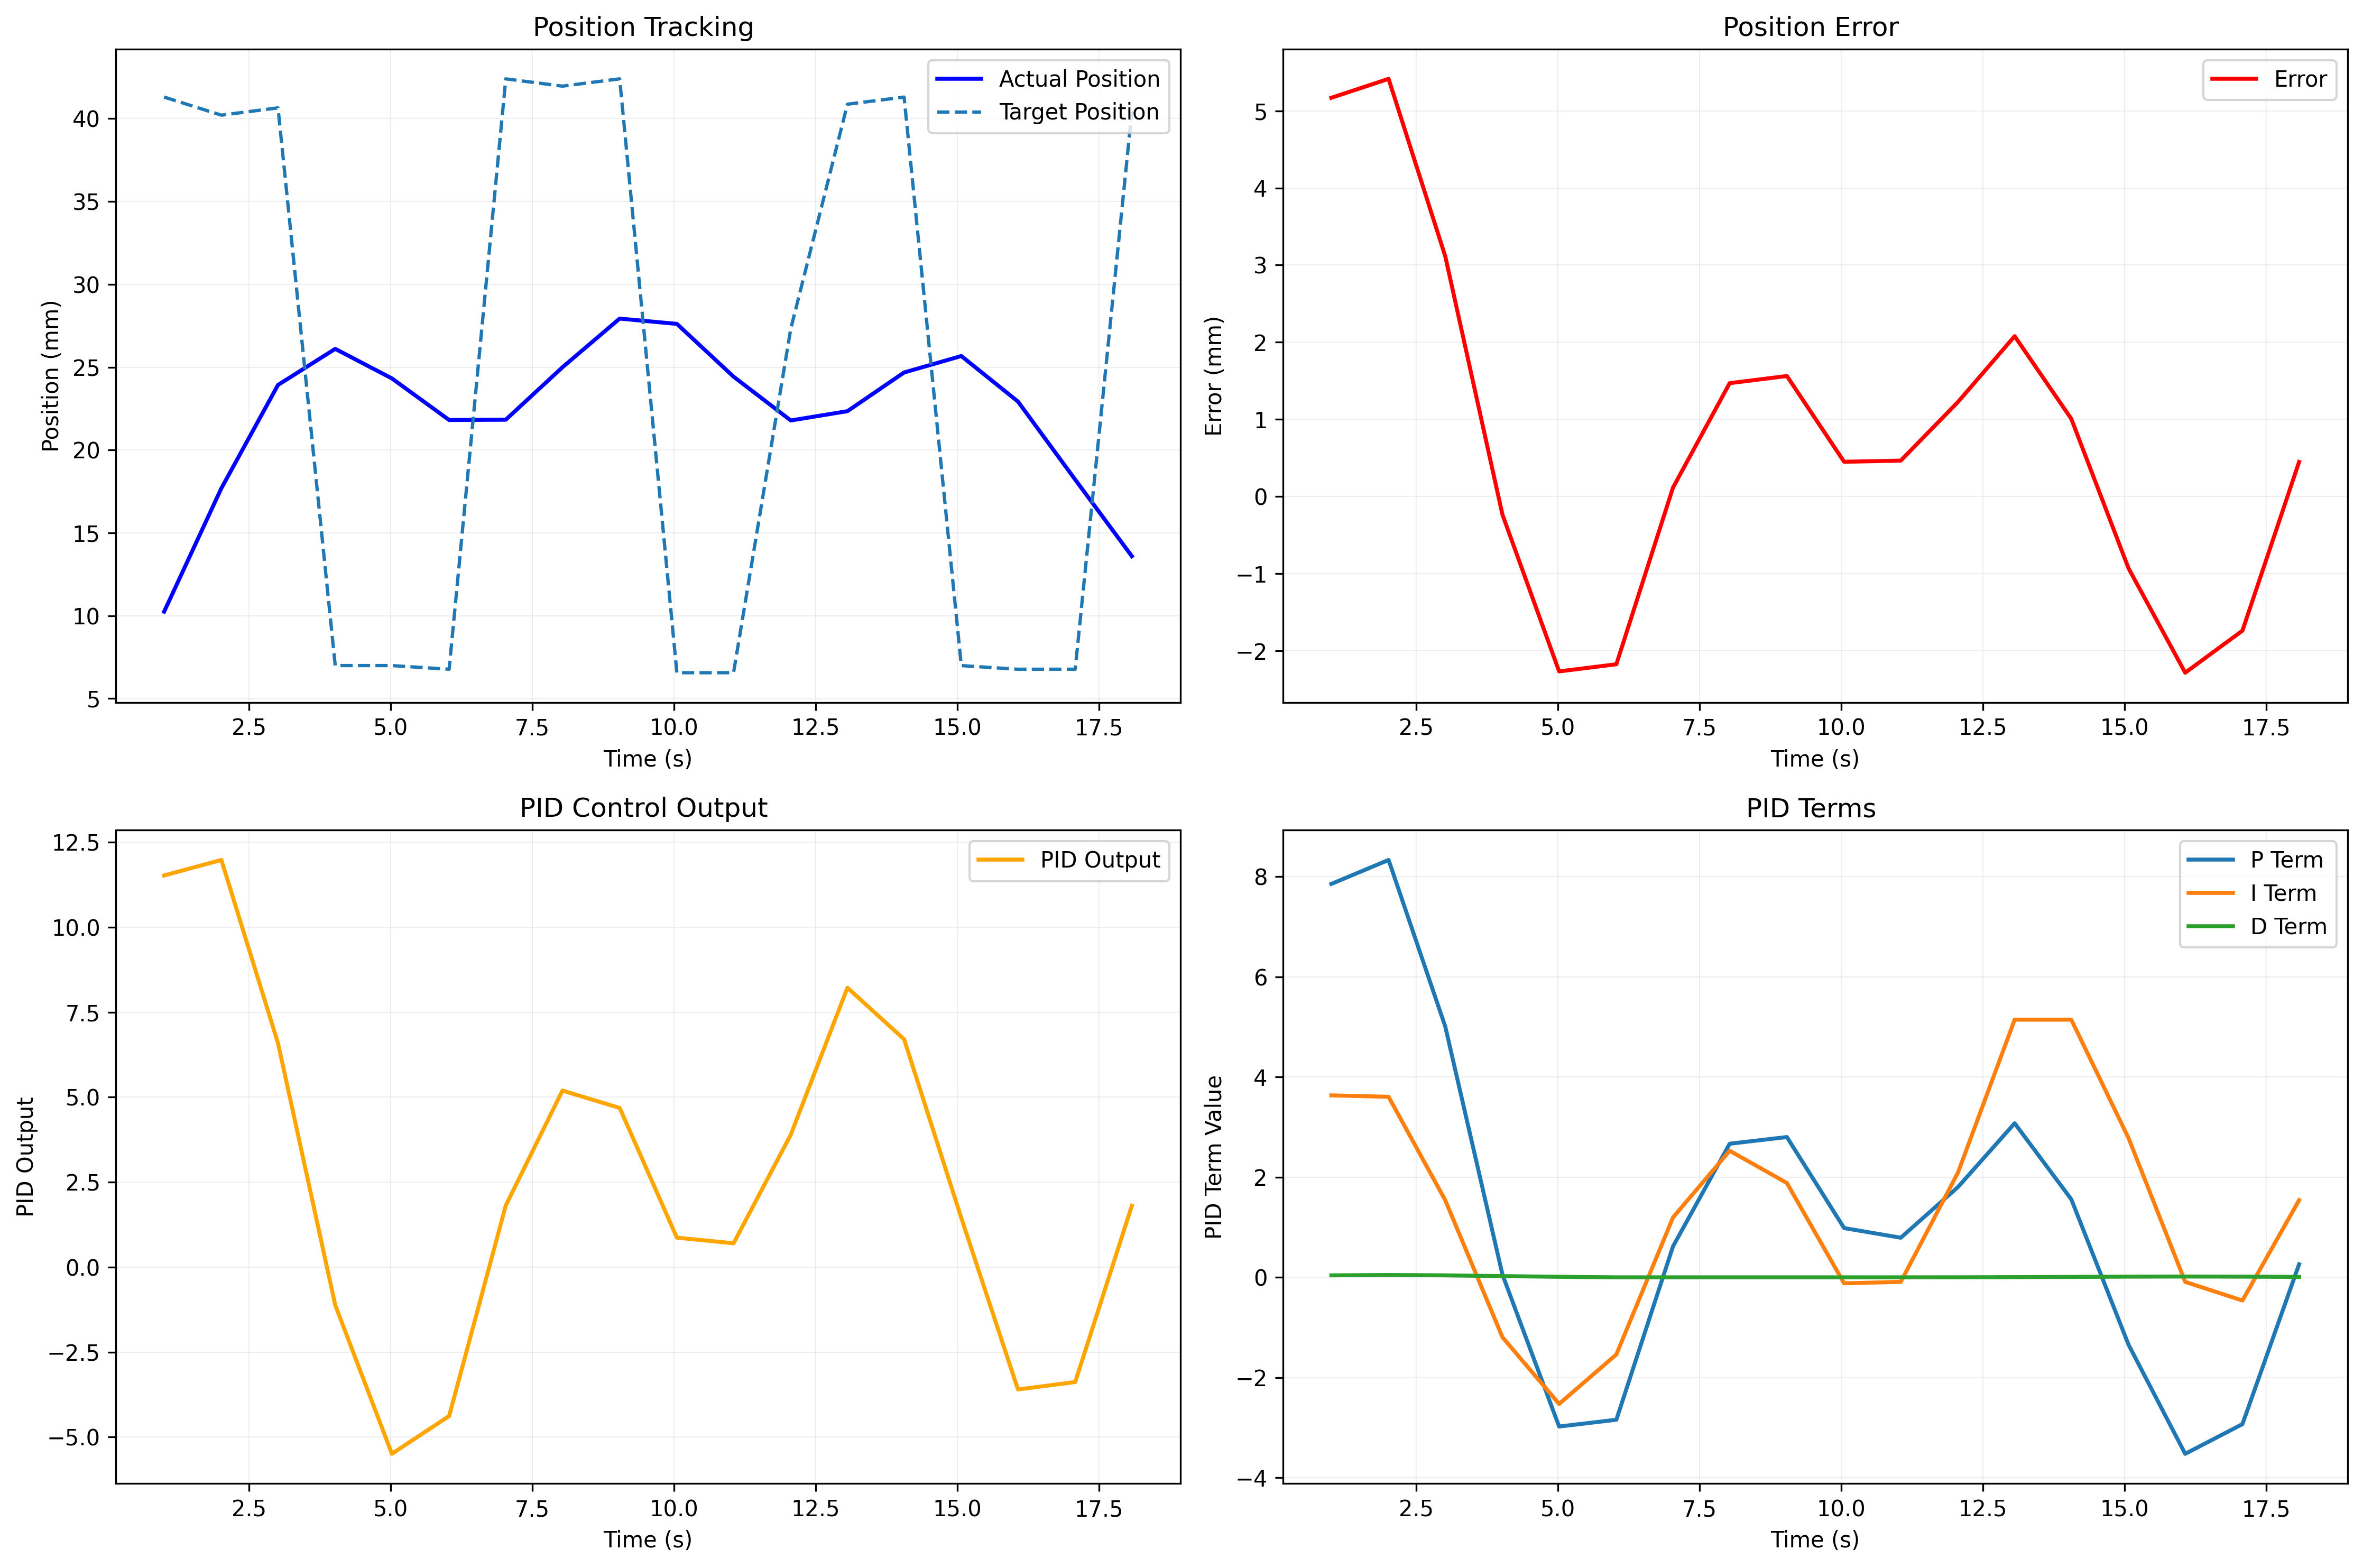 Position Tracking
Position (mm)
40
35
30
25
20
15
10
5
Actual Position
Target Position
2.5 5.0 7.5 10.0 12.5 15.0 17.5
Time (s)
Position Error
Error (mm)
5
4
3
2
1
0
−1
−2
Error
2.5 5.0 7.5 10.0 12.5 15.0 17.5
Time (s)
PID Control Output
PID Output
12.5
10.0
7.5
5.0
2.5
0.0
−2.5
−5.0
PID Output
2.5 5.0 7.5 10.0 12.5 15.0 17.5
Time (s)
PID Terms
PID Term Value
8
6
4
2
0
−2
−4
P Term
I Term
D Term
2.5 5.0 7.5 10.0 12.5 15.0 17.5
Time (s)